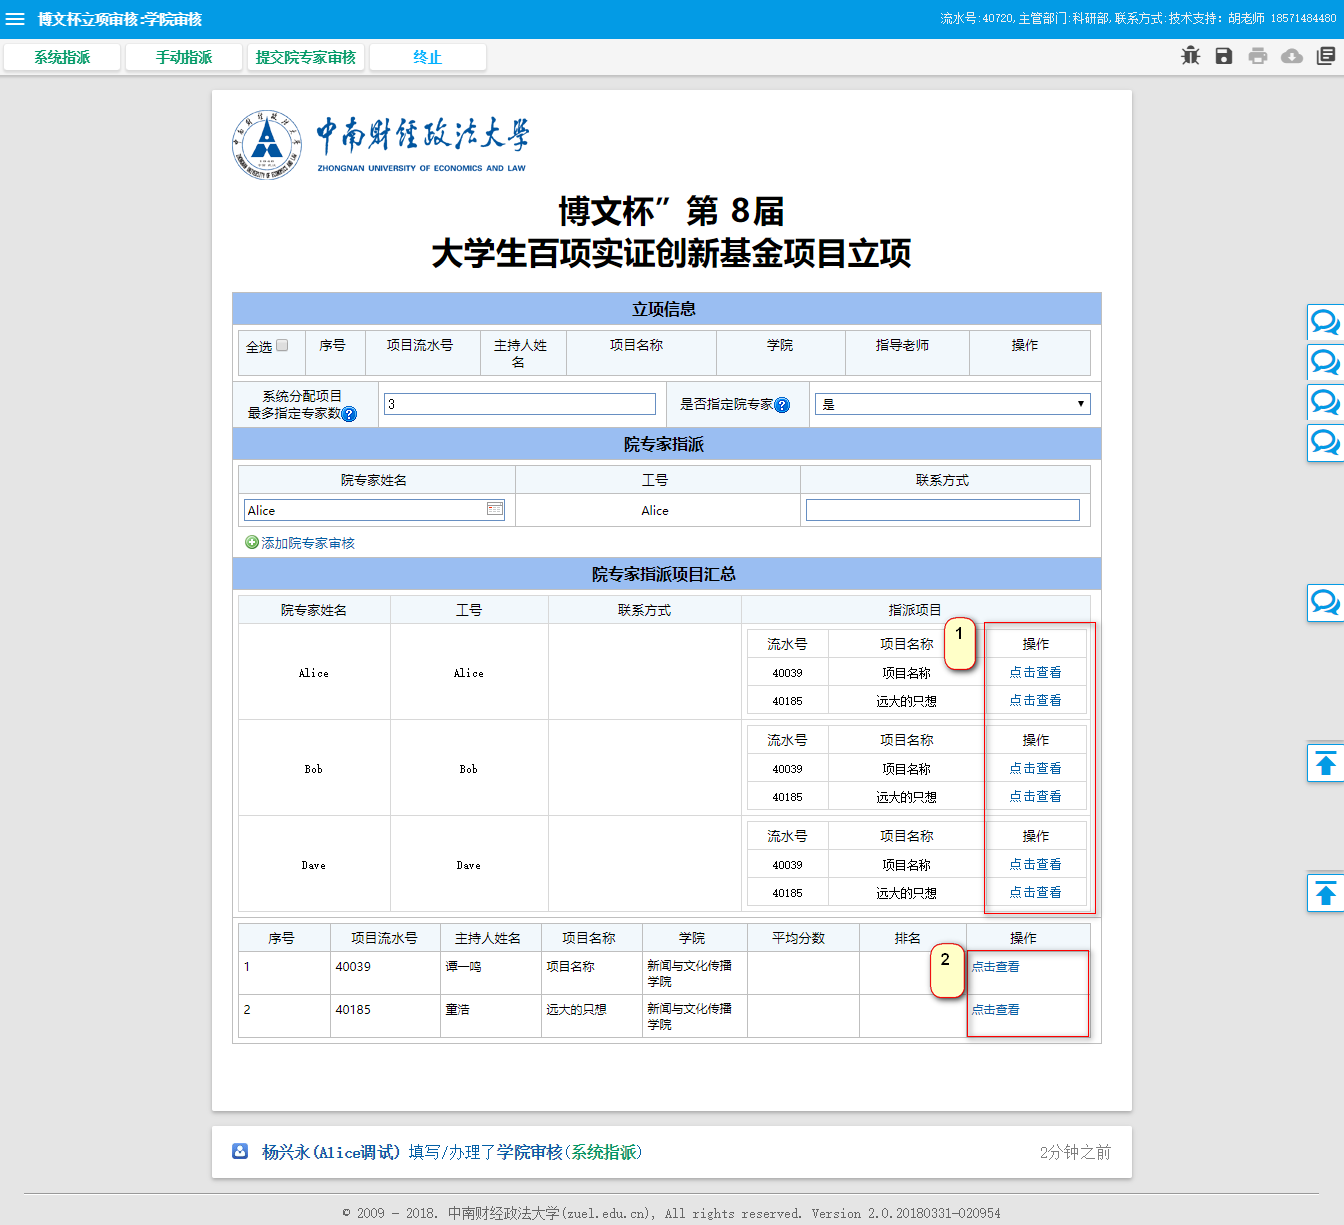 博文杯立项审核:学院审核
流水号:40720,主管部门:科研部,联系方式:技术支持: 胡老师 18571484480
系统指派 手动指派 提交院专家审核 终止
中南财经政法大学
ZHONGNAN UNIVERSITY OF ECONOMICS AND LAW
博文杯”第 8届
大学生百项实证创新基金项目立项
立项信息
全选 序号 项目流水号 主持人姓名 项目名称 学院 指导老师 操作
系统分配项目
最多指定专家数 3 是否指定院专家 是
院专家指派
院专家姓名 工号 联系方式
Alice Alice
添加院专家审核
院专家指派项目汇总
院专家姓名 工号 联系方式 指派项目
1
流水号 项目名称 操作
Alice Alice 40039 项目名称 点击查看
40185 远大的只想 点击查看
流水号 项目名称 操作
Bob Bob 40039 项目名称 点击查看
40185 远大的只想 点击查看
流水号 项目名称 操作
Dave Dave 40039 项目名称 点击查看
40185 远大的只想 点击查看
序号 项目流水号 主持人姓名 项目名称 学院 平均分数 排名 操作
2
1 40039 谭一鸣 项目名称 新闻与文化传播学院 点击查看
2 40185 童浩 远大的只想 新闻与文化传播学院 点击查看
杨兴永(Alice调试) 填写/办理了学院审核(系统指派) 2分钟之前
© 2009 - 2018. 中南财经政法大学(zuel.edu.cn), All rights reserved. Version 2.0.20180331-020954